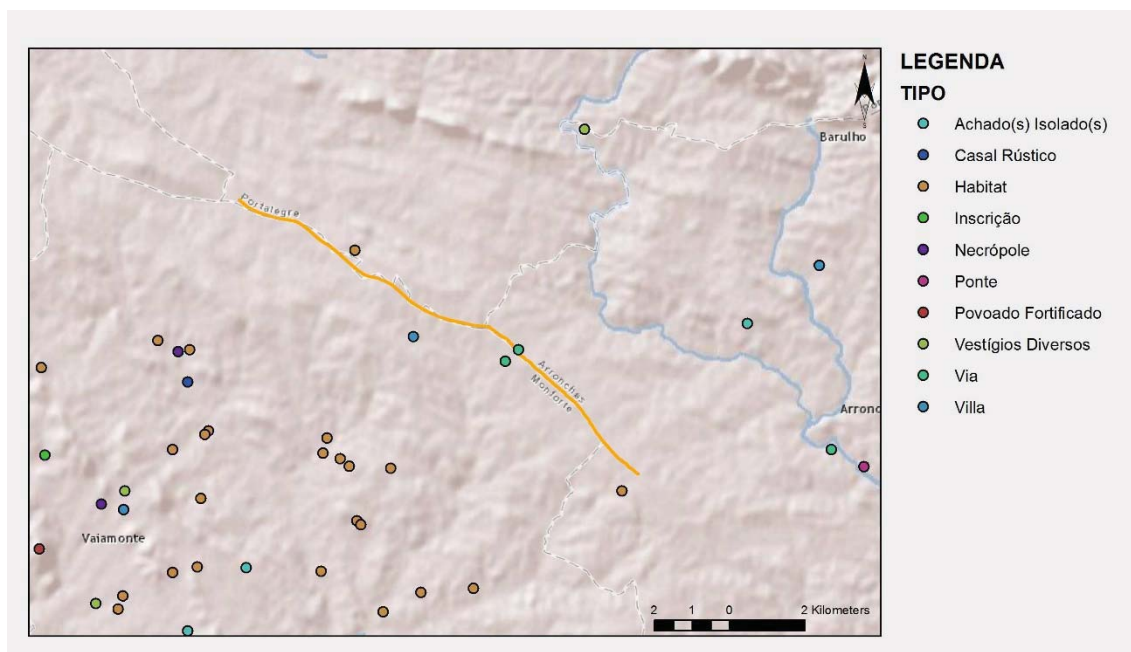 LEGENDA
TIPO
Achado(s) Isolado(s)
Casal Rústico
Habitat
Inscrição
Necrópole
Ponte
Povoado Fortificado
Vestígios Diversos
Via
Villa
N
S
Barulho
Portalegre
Arronches
Monforte
Arronc
Vaiamonte
2 1 0 2 Kilometers